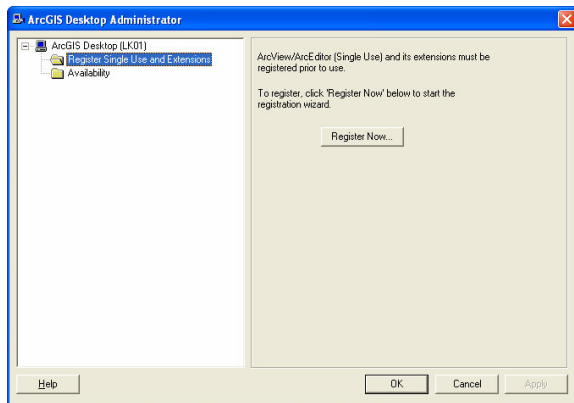 ArcGIS Desktop Administrator
ArcGIS Desktop (LK01)
Register Single Use and Extensions
Availability
ArcView/ArcEditor (Single Use) and its extensions must be
registered prior to use.
To register, click 'Register Now' below to start the
registration wizard.
Register Now...
Help
OK
Cancel
Apply